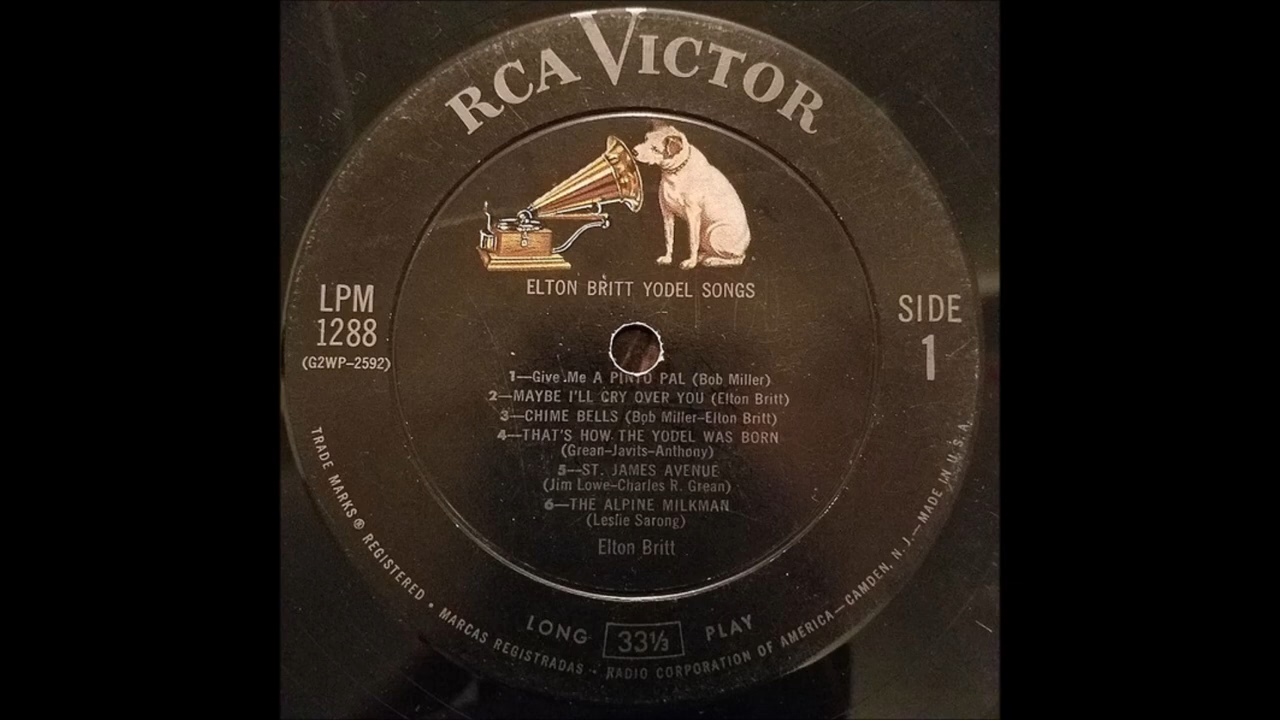 RCA VICTOR
ELTON BRITT YODEL SONGS
LPM
1288
(G2WP-2592)
SIDE
1
1—Give Me A PINTO PAL (Bob Miller)
2—MAYBE I'LL CRY OVER YOU (Elton Britt)
3—CHIME BELLS (Bob Miller-Elton Britt)
4—THAT'S HOW THE YODEL WAS BORN
(Grean-Javits-Anthony)
5—ST. JAMES AVENUE
(Jim Lowe-Charles R. Grean)
6—THE ALPINE MILKMAN
(Leslie Sarong)
Elton Britt
LONG 33⅓ PLAY
TRADE MARKS ® REGISTERED • MARCAS REGISTRADAS - RADIO CORPORATION OF AMERICA—CAMDEN, N. J.—MADE IN U.S.A.